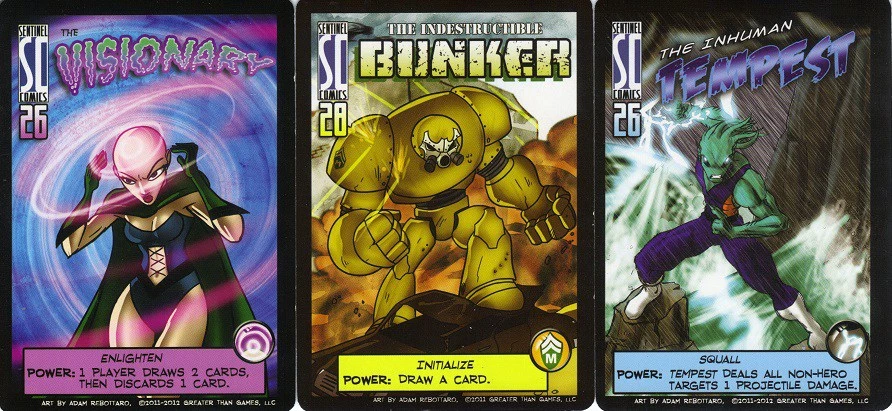 SENTINEL
SC
COMICS
26
THE
VISIONARY
ENLIGHTEN
POWER: 1 PLAYER DRAWS 2 CARDS,
THEN DISCARDS 1 CARD.
ART BY ADAM REBOTTARO, ©2011-2012 GREATER THAN GAMES, LLC
SENTINEL
SC
COMICS
28
THE INDESTRUCTIBLE
BUNKER
M
INITIALIZE
POWER: DRAW A CARD.
ART BY ADAM REBOTTARO, ©2011-2012 GREATER THAN GAMES, LLC
SENTINEL
SC
COMICS
26
THE INHUMAN
TEMPEST
SQUALL
POWER: TEMPEST DEALS ALL NON-HERO
TARGETS 1 PROJECTILE DAMAGE.
ART BY ADAM REBOTTARO, ©2011-2012 GREATER THAN GAMES, LLC